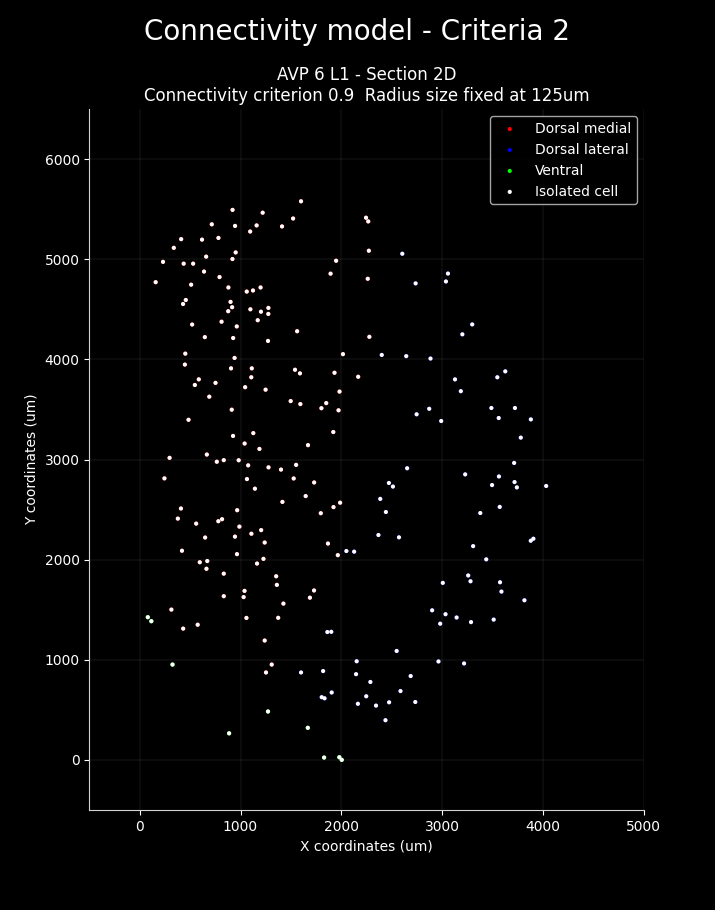 Connectivity model - Criteria 2
AVP 6 L1 - Section 2D
Connectivity criterion 0.9  Radius size fixed at 125um
Dorsal medial
Dorsal lateral
Ventral
Isolated cell
6000
5000
4000
3000
2000
1000
0
Y coordinates (um)
0 1000 2000 3000 4000 5000
X coordinates (um)